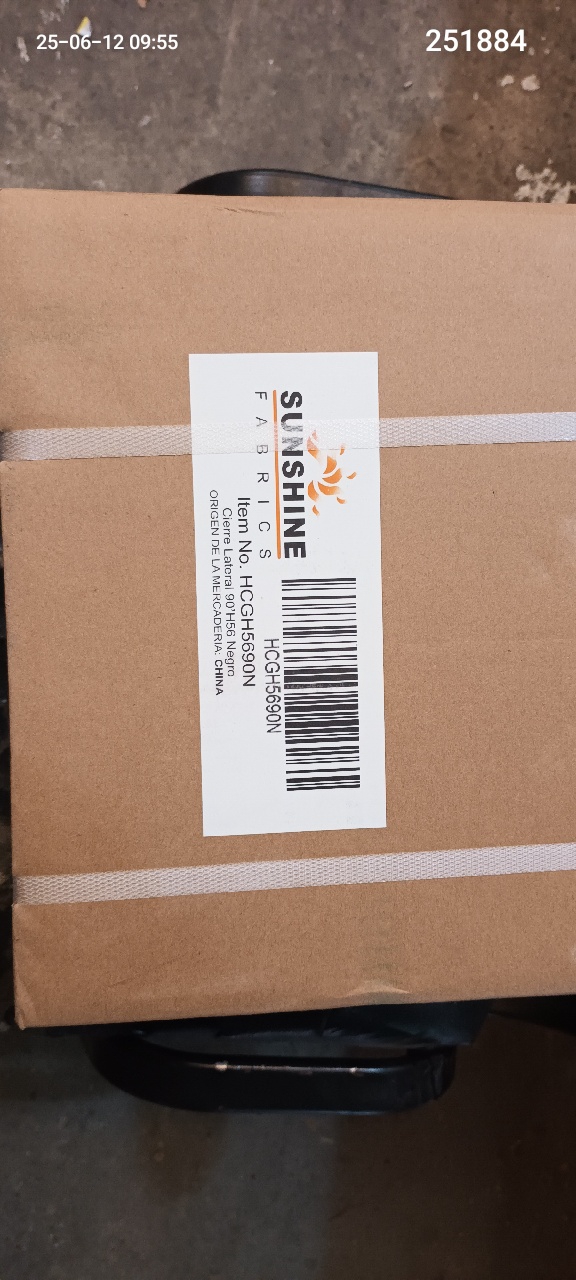 25-06-12 09:55
251884
SUNSHINE
FABRICS
HCGH5690N
Item No. HCGH5690N
Cierre Lateral 90'H56 Negro
ORIGEN DE LA MERCADERIA: CHINA